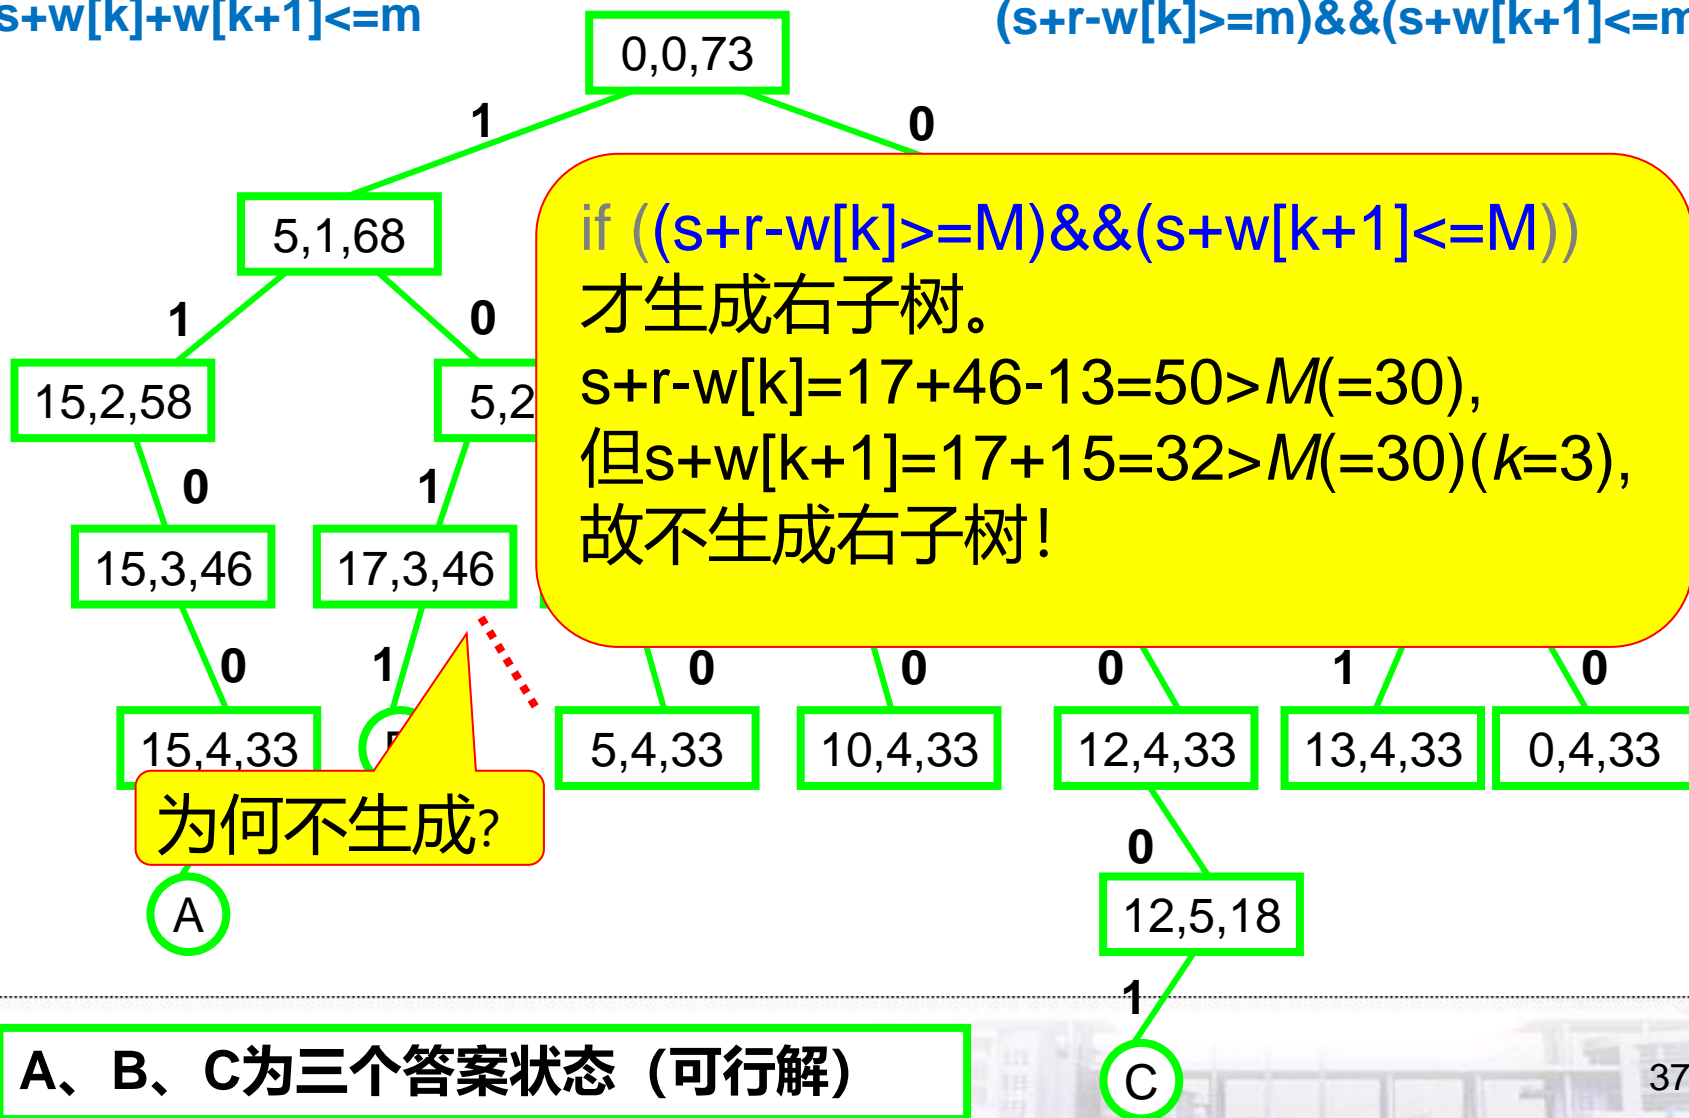 s+w[k]+w[k+1]<=m
(s+r-w[k]>=m)&&(s+w[k+1]<=m
0,0,73
1
0
5,1,68
if ((s+r-w[k]>=M)&&(s+w[k+1]<=M))
才生成右子树。
s+r-w[k]=17+46-13=50>M(=30),
但s+w[k+1]=17+15=32>M(=30)(k=3),
故不生成右子树!
1
0
15,2,58
5,2
0
1
15,3,46
17,3,46
0
1
0
0
0
1
0
15,4,33
5,4,33
10,4,33
12,4,33
13,4,33
0,4,33
为何不生成?
0
A
12,5,18
1
A、B、C为三个答案状态（可行解）
C
37